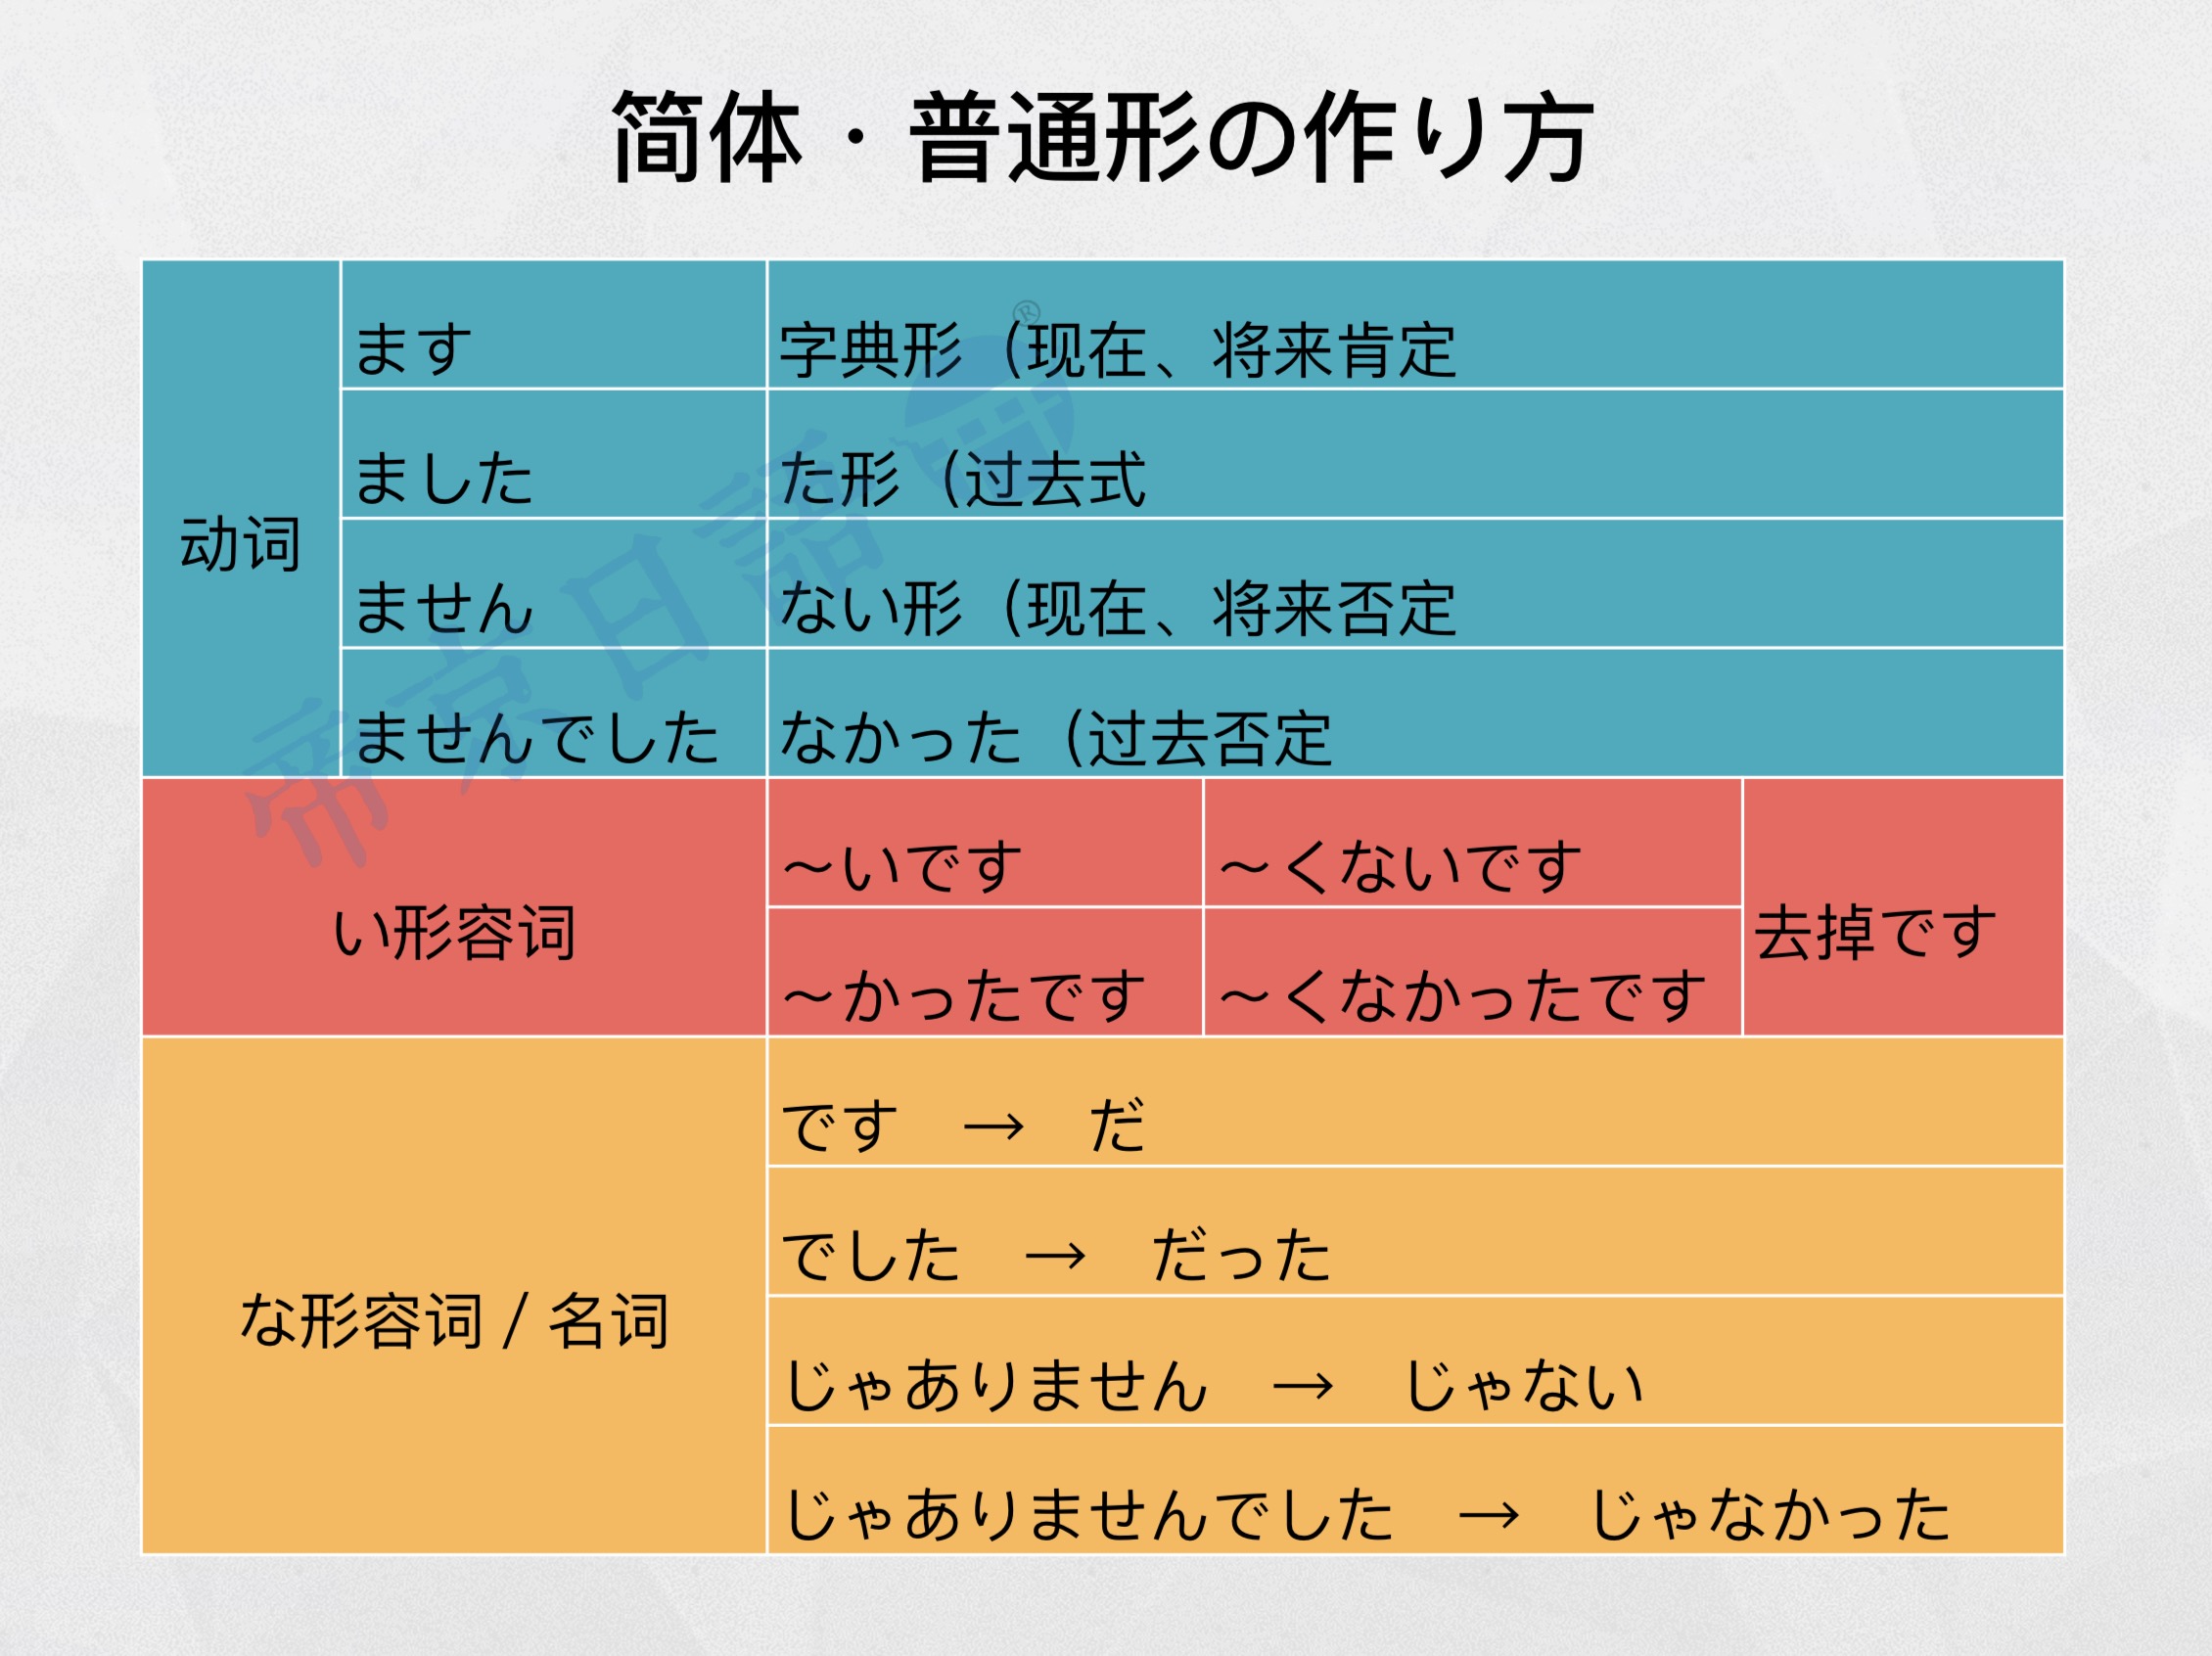 简体・普通形の作り方
动词
ます
字典形（现在、将来肯定
ました
た形（过去式
ません
ない形（现在、将来否定
ませんでした
なかった（过去否定
い形容词
～いです
～くないです
去掉です
～かったです
～くなかったです
な形容词 / 名词
です　→　だ
でした　→　だった
じゃありません　→　じゃない
じゃありませんでした　→　じゃなかった
帝京日語
®